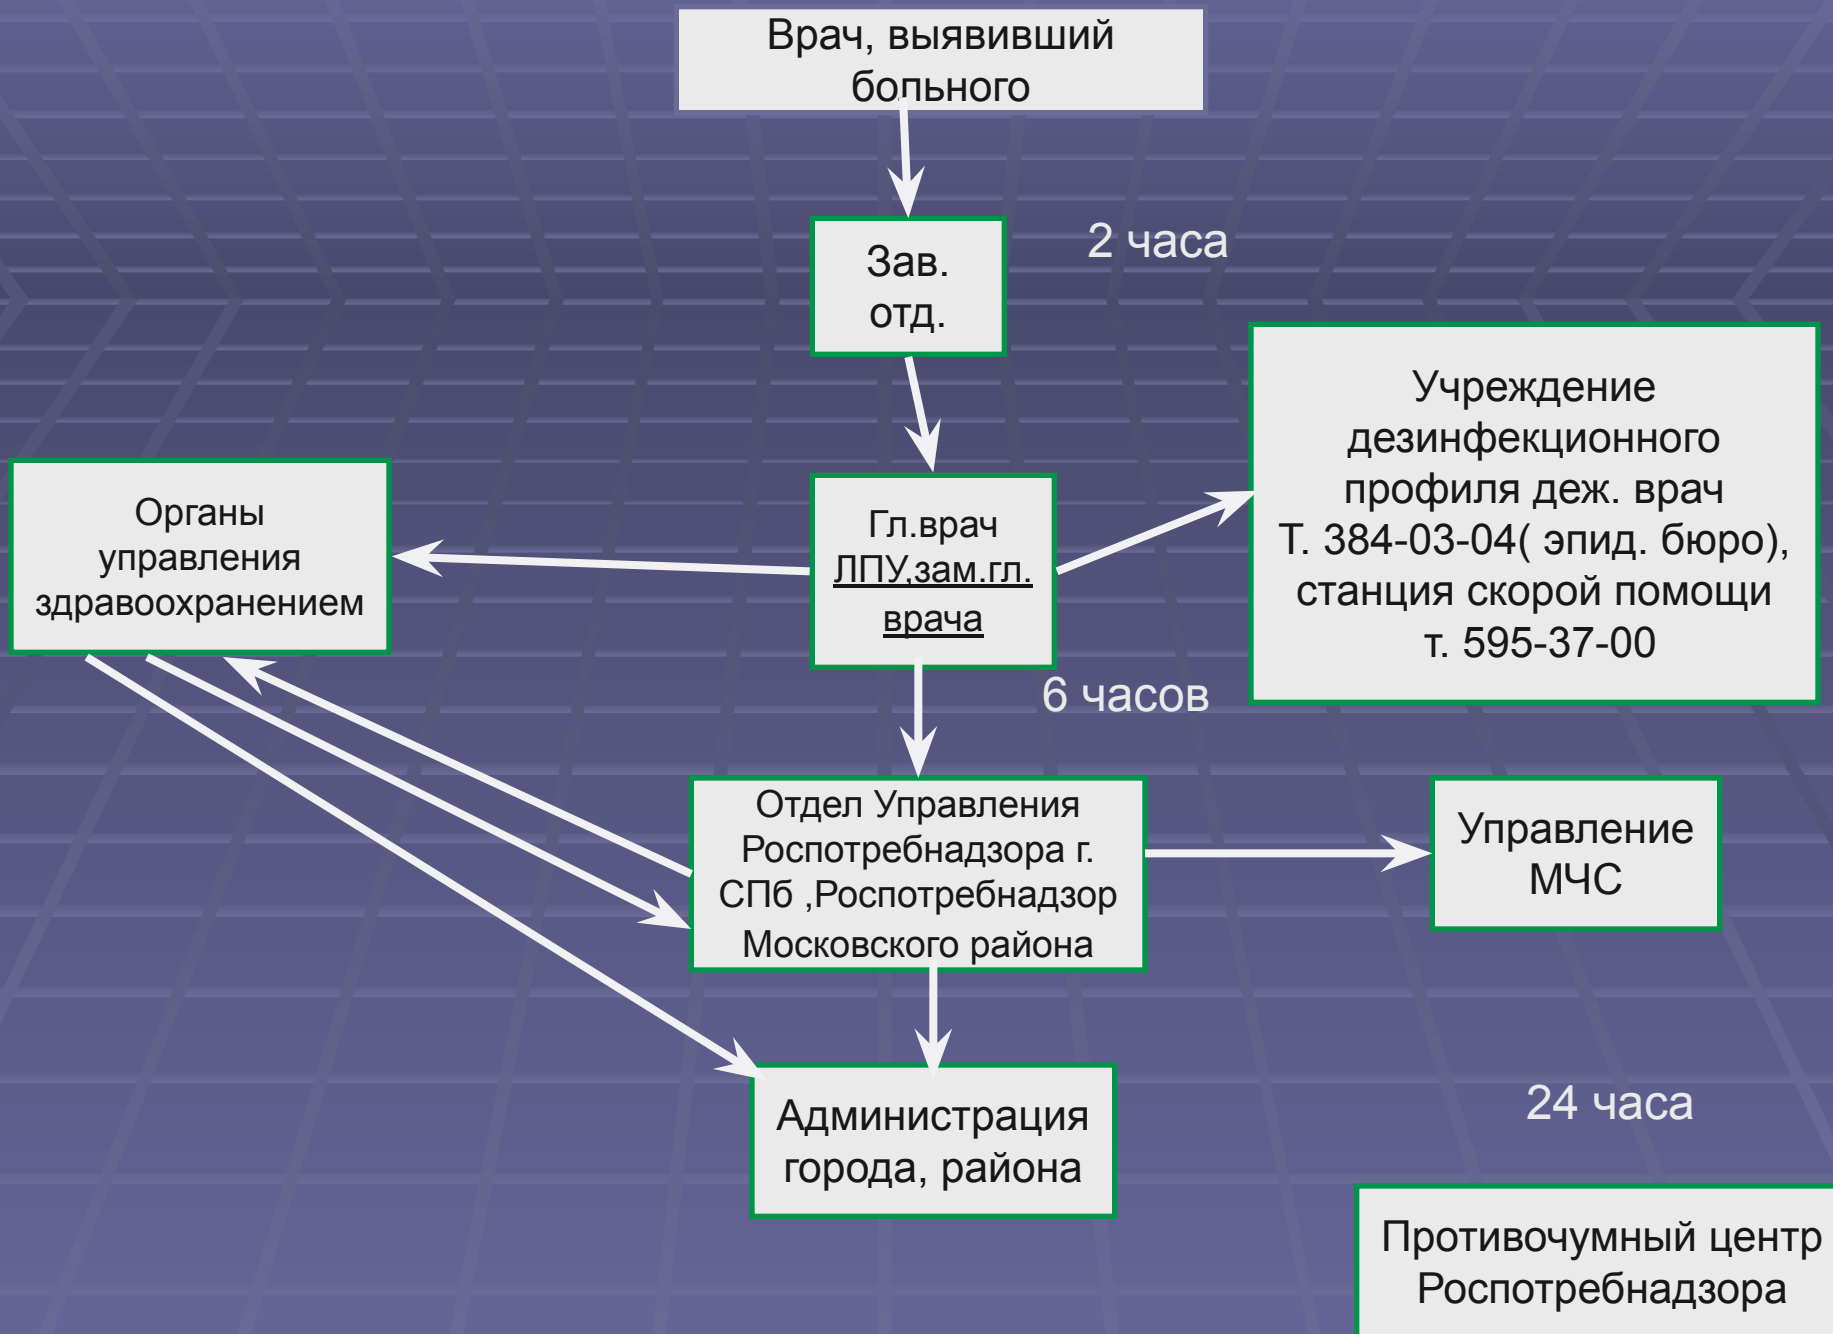 Врач, выявивший
больного
2 часа
Зав.
отд.
Учреждение
дезинфекционного
профиля деж. врач
Т. 384-03-04( эпид. бюро),
станция скорой помощи
т. 595-37-00
Органы
управления
здравоохранением
Гл.врач
ЛПУ,зам.гл.
врача
6 часов
Отдел Управления
Роспотребнадзора г.
СПб ,Роспотребнадзор
Московского района
Управление
МЧС
Администрация
города, района
24 часа
Противочумный центр
Роспотребнадзора